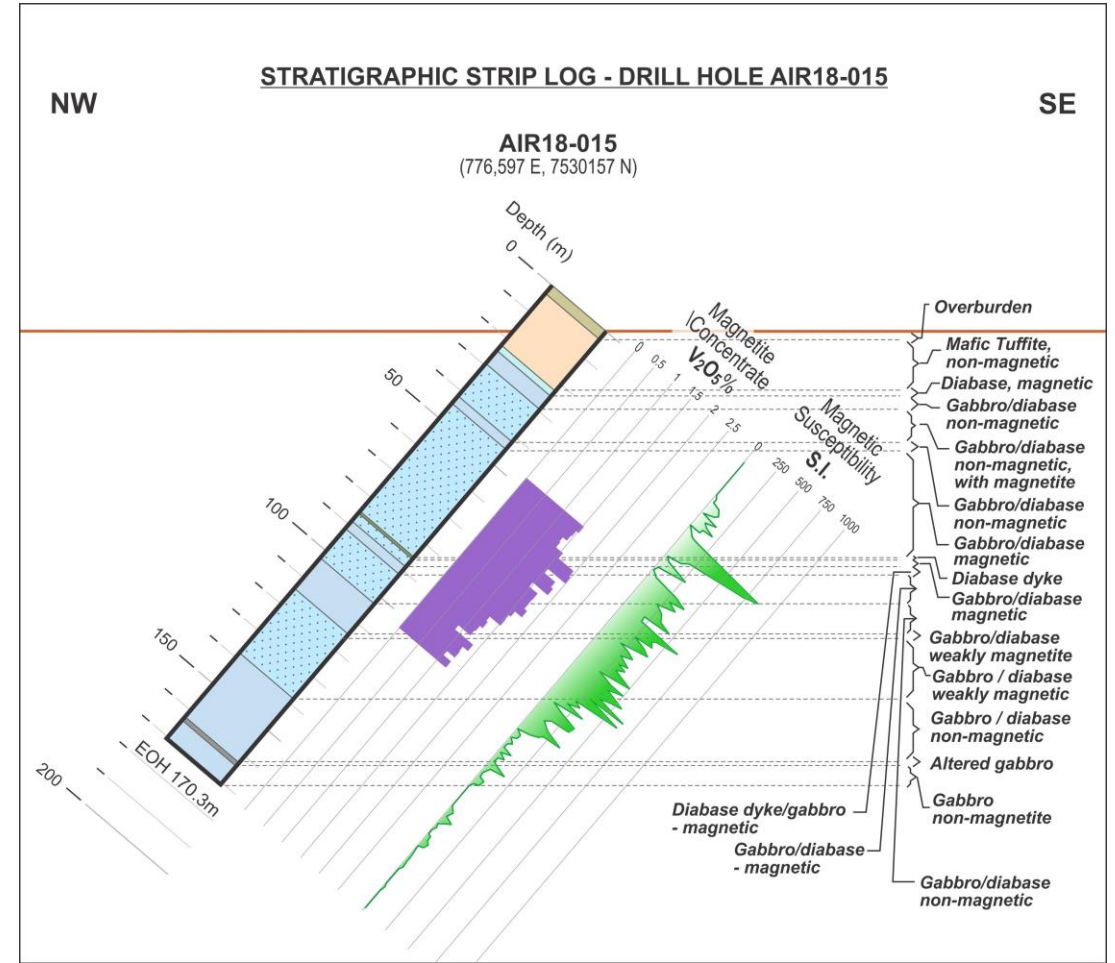 STRATIGRAPHIC STRIP LOG - DRILL HOLE AIR18-015
NW
SE
AIR18-015
(776,597 E, 7530157 N)
Depth (m)
0
50
100
150
200
EOH 170.3m
Magnetite
Concentrate
V₂O₅%
0
0.5
1
1.5
2
2.5
Magnetic
Susceptibility
S.I.
0
250
500
750
1000
Overburden
Mafic Tuffite,
non-magnetic
Diabase, magnetic
Gabbro/diabase
non-magnetic
Gabbro/diabase
non-magnetic,
with magnetite
Gabbro/diabase
non-magnetic
Gabbro/diabase
magnetic
Diabase dyke
Gabbro/diabase
magnetic
Gabbro/diabase
weakly magnetite
Gabbro / diabase
weakly magnetic
Gabbro / diabase
non-magnetic
Altered gabbro
Gabbro
non-magnetite
Diabase dyke/gabbro
- magnetic
Gabbro/diabase
- magnetic
Gabbro/diabase
non-magnetic